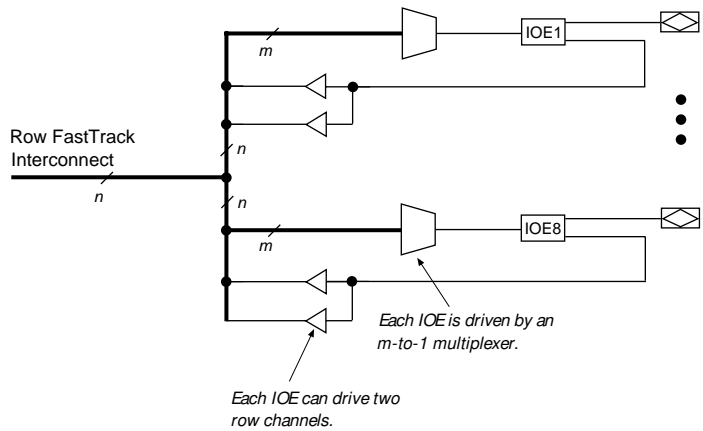 m
IOE1
Row FastTrack
Interconnect
n
n
n
m
IOE8
Each IOE is driven by an
m-to-1 multiplexer.
Each IOE can drive two
row channels.